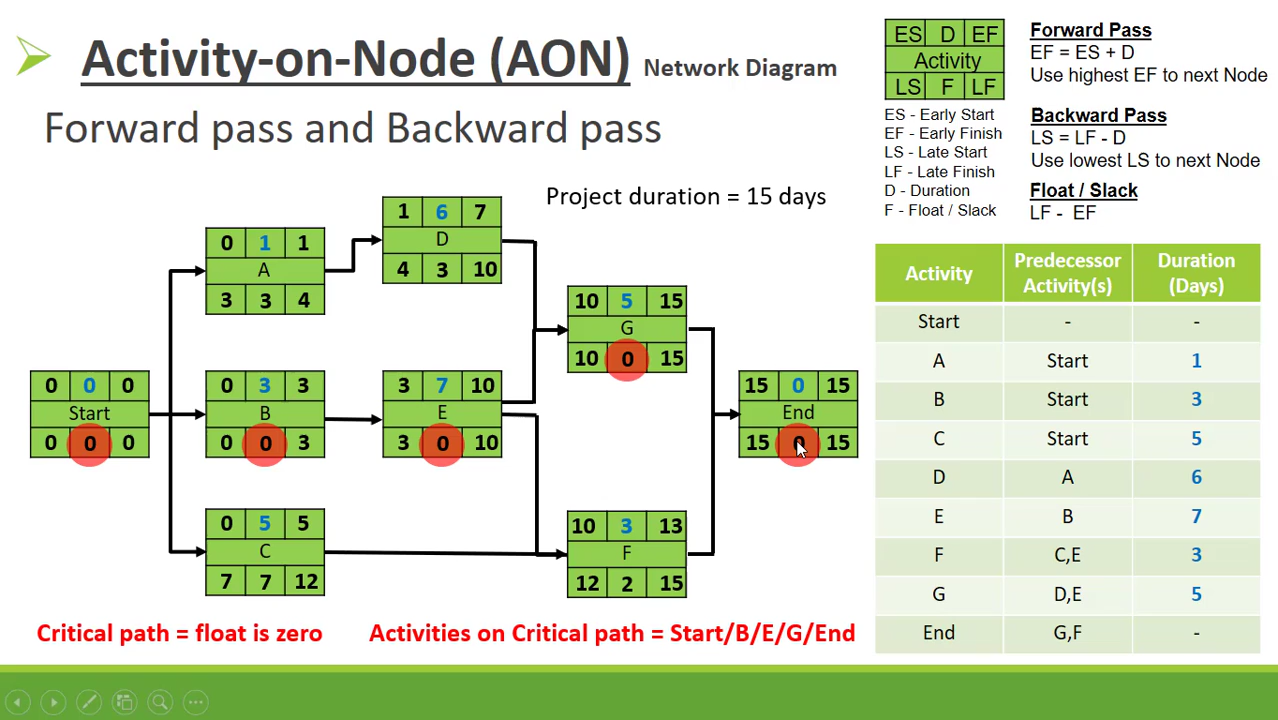 Activity-on-Node (AON) Network Diagram
Forward pass and Backward pass
Project duration = 15 days
ES D EF
Activity
LS F LF
ES - Early Start
EF - Early Finish
LS - Late Start
LF - Late Finish
D - Duration
F - Float / Slack
Forward Pass
EF = ES + D
Use highest EF to next Node
Backward Pass
LS = LF - D
Use lowest LS to next Node
Float / Slack
LF - EF
0 0 0
Start
0 0 0
0 1 1
A
3 3 4
0 3 3
B
0 0 3
0 5 5
C
7 7 12
1 6 7
D
4 3 10
3 7 10
E
3 0 10
10 5 15
G
10 0 15
10 3 13
F
12 2 15
15 0 15
End
15 0 15
Activity Predecessor Activity(s) Duration (Days)
Start - -
A Start 1
B Start 3
C Start 5
D A 6
E B 7
F C,E 3
G D,E 5
End G,F -
Critical path = float is zero
Activities on Critical path = Start/B/E/G/End